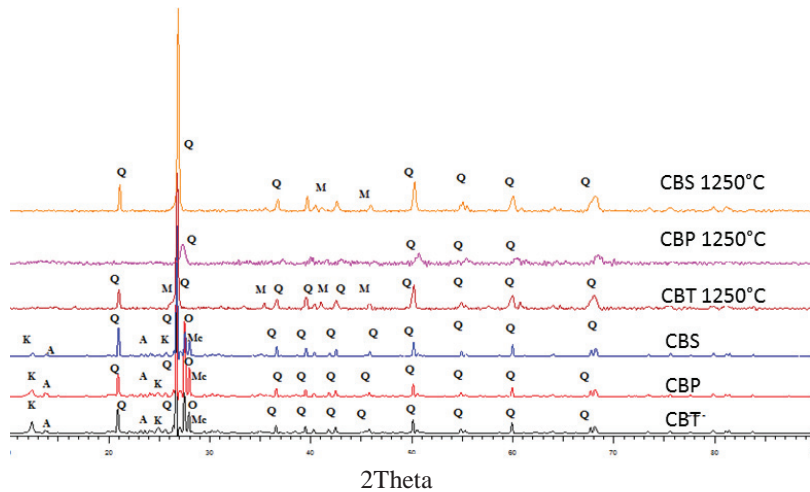 Q Q Q M Q M Q Q Q Q CBS 1250°C
Q Q Q Q CBP 1250°C
Q M Q M Q M Q M Q Q Q Q CBT 1250°C
K A Q A K Q O Mc Q Q Q Q Q Q Q Q CBS
K A Q A K Q O Mc Q Q Q Q Q Q Q Q CBP
K A Q A K Q O Mc Q Q Q Q Q Q Q Q CBT-
20 30 40 50 60 70 80
2Theta